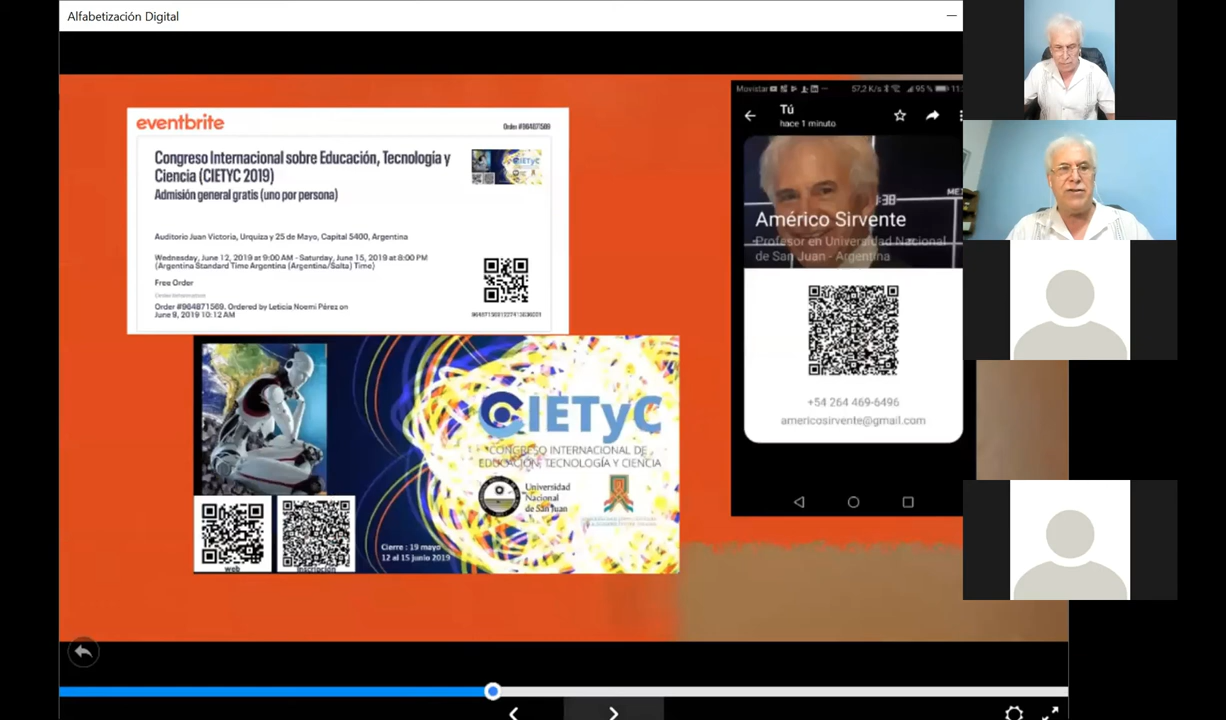 Alfabetización Digital
eventbrite
Order #964871569
Congreso Internacional sobre Educación, Tecnología y
Ciencia (CIETYC 2019)
Admisión general gratis (uno por persona)
Auditorio Juan Victoria, Urquiza y 25 de Mayo, Capital 5400, Argentina
Wednesday, June 12, 2019 at 9:00 AM - Saturday, June 15, 2019 at 8:00 PM
(Argentina Standard Time Argentina (Argentina/Salta) Time)
Free Order
Order #964871569. Ordered by Leticia Noemi Pérez on
June 9, 2019 10:12 AM
CIETyC
CONGRESO INTERNACIONAL DE
EDUCACIÓN, TECNOLOGÍA Y CIENCIA
Universidad
Nacional
de San Juan
Cierre : 19 mayo
12 al 15 junio 2019
web
inscripción
Movistar
57,2 K/s
95 %
Tú
hace 1 minuto
Américo Sirvente
Profesor en Universidad Nacional
de San Juan - Argentina
+54 264 469-6496
americosirvente@gmail.com